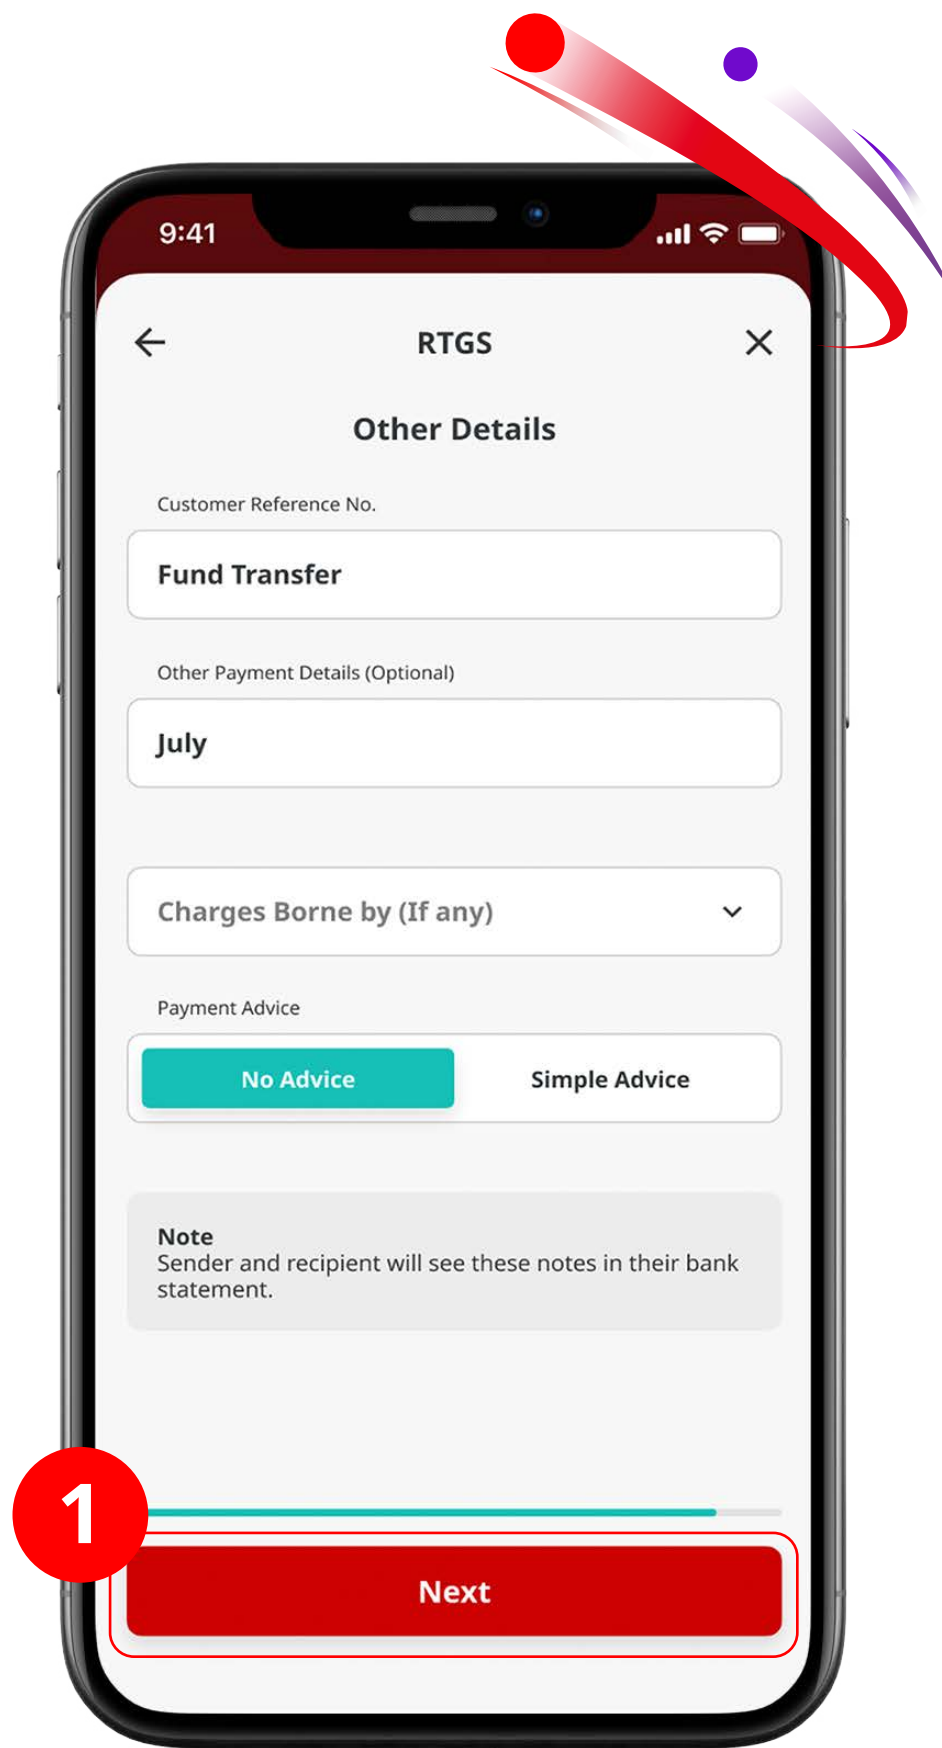 9:41
RTGS
Other Details
Customer Reference No.
Fund Transfer
Other Payment Details (Optional)
July
Charges Borne by (If any)
Payment Advice
No Advice
Simple Advice
Note
Sender and recipient will see these notes in their bank
statement.
1
Next